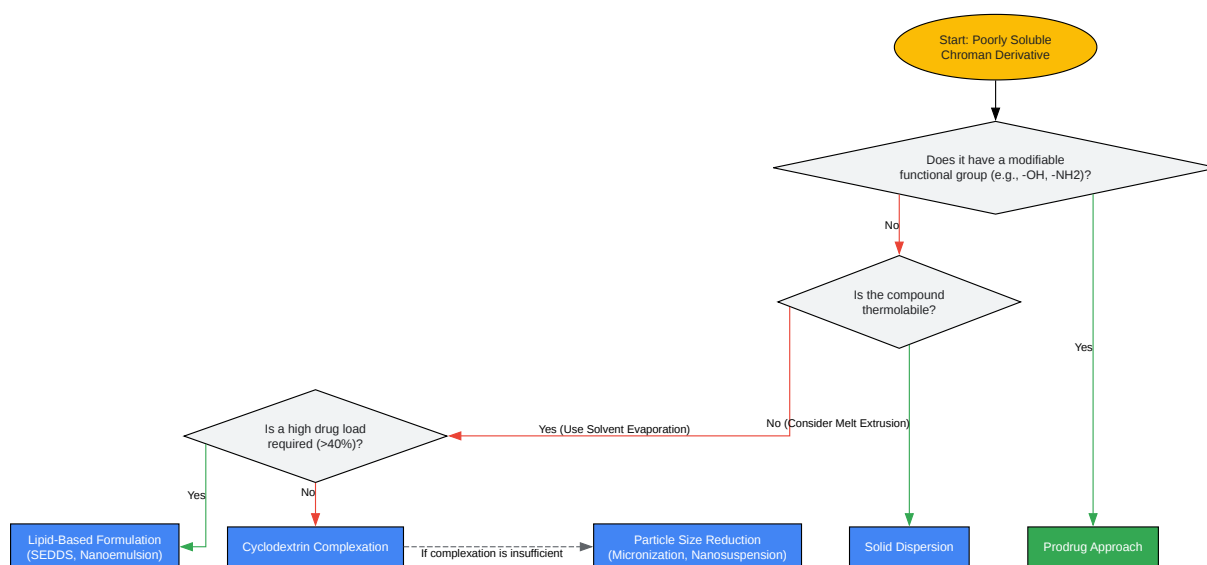 Start: Poorly Soluble
Chroman Derivative
Does it have a modifiable
functional group (e.g., -OH, -NH2)?
No
Is the compound
thermolabile?
Yes
Is a high drug load
required (>40%)?
Yes (Use Solvent Evaporation)
No (Consider Melt Extrusion)
Yes
No
Lipid-Based Formulation
(SEDDS, Nanoemulsion)
Cyclodextrin Complexation
If complexation is insufficient
Particle Size Reduction
(Micronization, Nanosuspension)
Solid Dispersion
Prodrug Approach